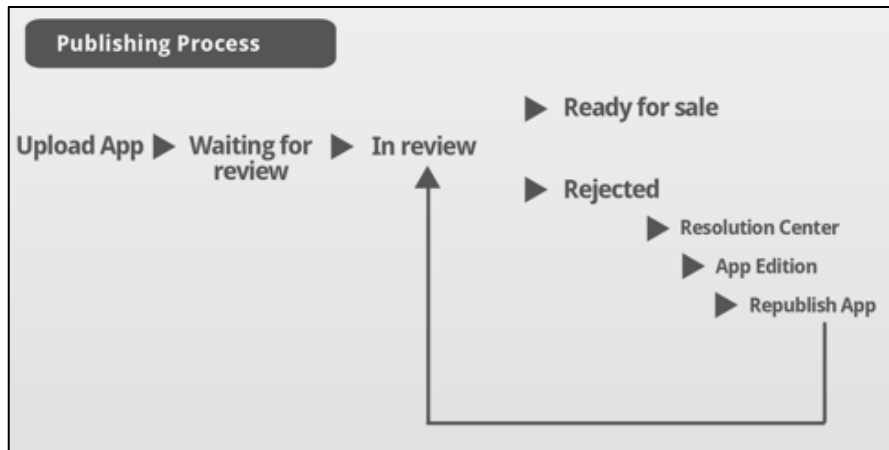 Publishing Process
Ready for sale
Upload App
Waiting for
review
In review
Rejected
Resolution Center
App Edition
Republish App